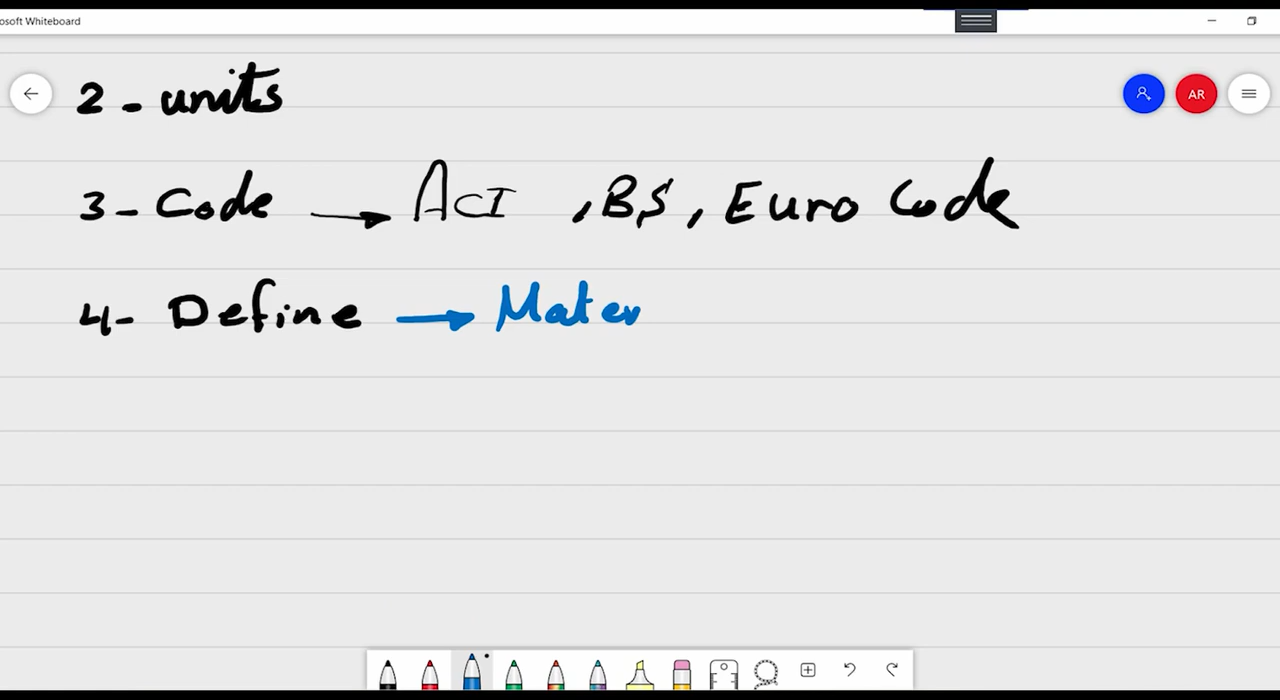 osoft Whiteboard
AR
2 - units
3 - Code → ACI , BS, Euro Code
4- Define → Mater